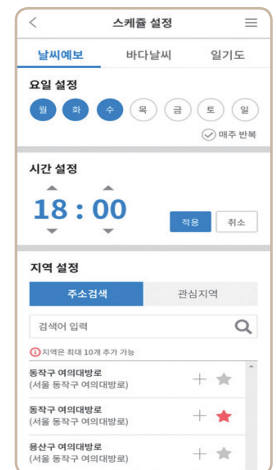 스케쥴 설정
날씨예보 바다날씨 일기도
요일 설정
월 화 수 목 금 토 일
매주 반복
시간 설정
18 : 00
적용 취소
지역 설정
주소검색 관심지역
검색어 입력
지역은 최대 10개 추가 가능
동작구 여의대방로
(서울 동작구 여의대방로)
동작구 여의대방로
(서울 동작구 여의대방로)
용산구 여의대방로
(서울 동작구 여의대방로)